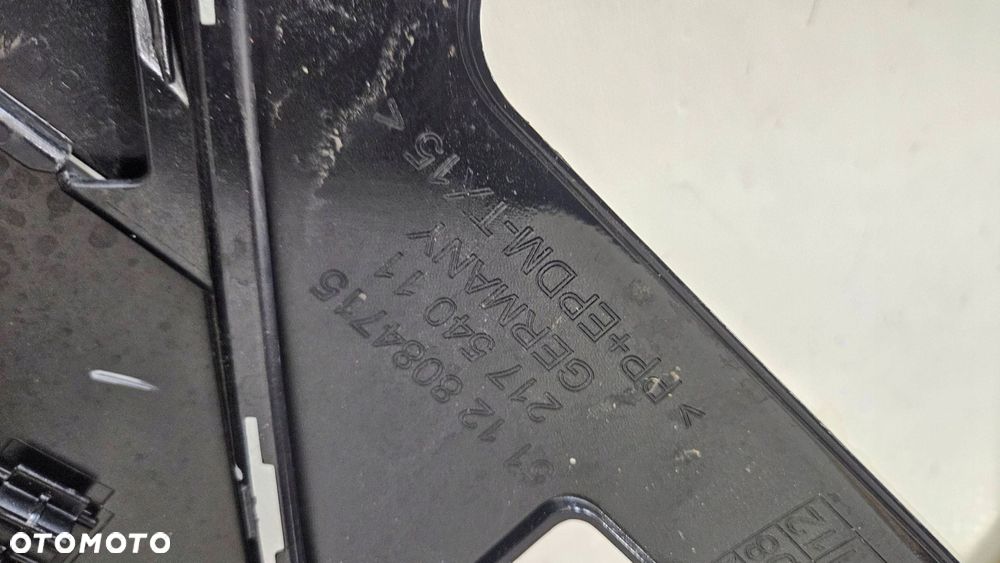 51 12 8084715
217 540 11
GERMANY
>PP+EPDM-TX15<
OTOMOTO